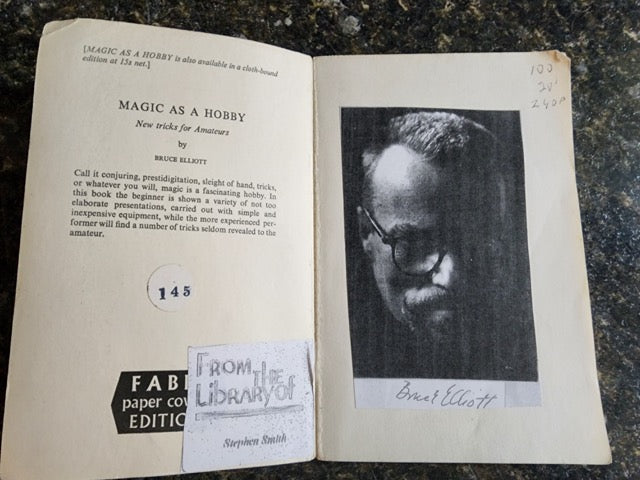 [MAGIC AS A HOBBY is also available in a cloth-bound
edition at 15s net.]
MAGIC AS A HOBBY
New tricks for Amateurs
by
BRUCE ELLIOTT
Call it conjuring, prestidigitation, sleight of hand, tricks,
or whatever you will, magic is a fascinating hobby. In
this book the beginner is shown a variety of not too
elaborate presentations, carried out with simple and
inexpensive equipment, while the more experienced per-
former will find a number of tricks seldom revealed to the
amateur.
145
FAB
paper cov
EDITIO
FROM
THE
LIBRARY of
Stephen Smith
100
240P
Bruce Elliott